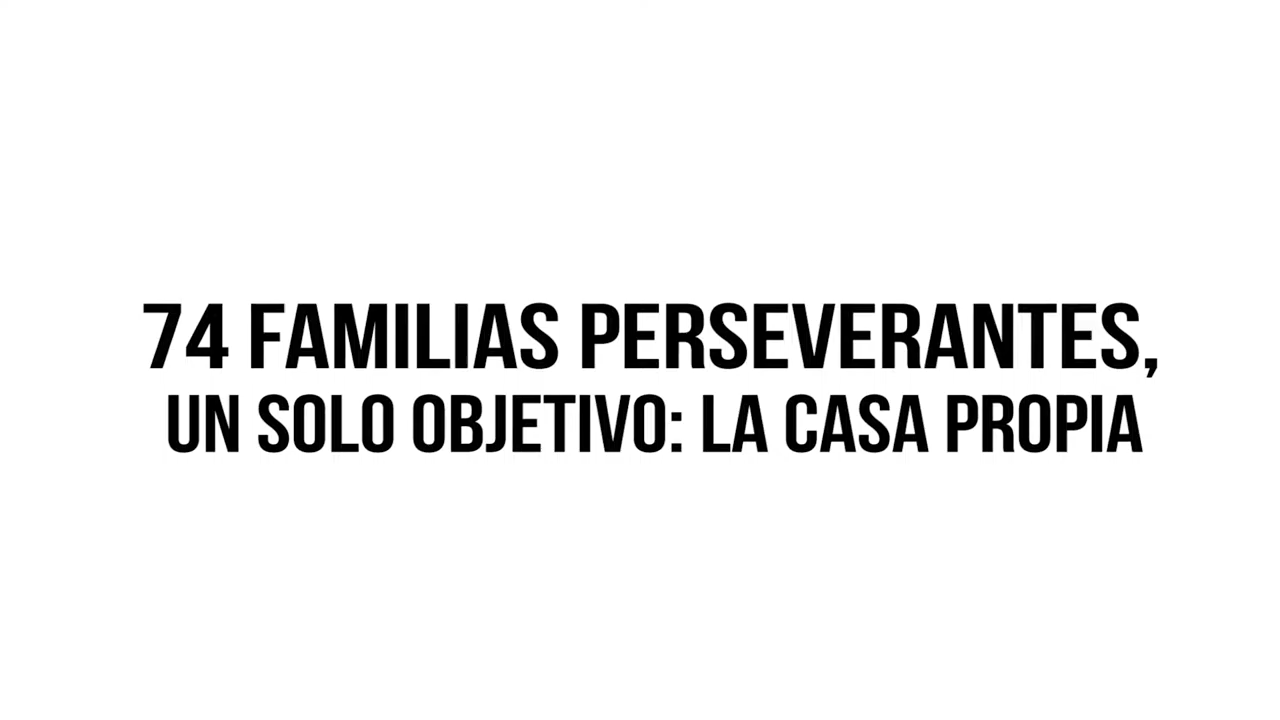 74 FAMILIAS PERSEVERANTES,
UN SOLO OBJETIVO: LA CASA PROPIA